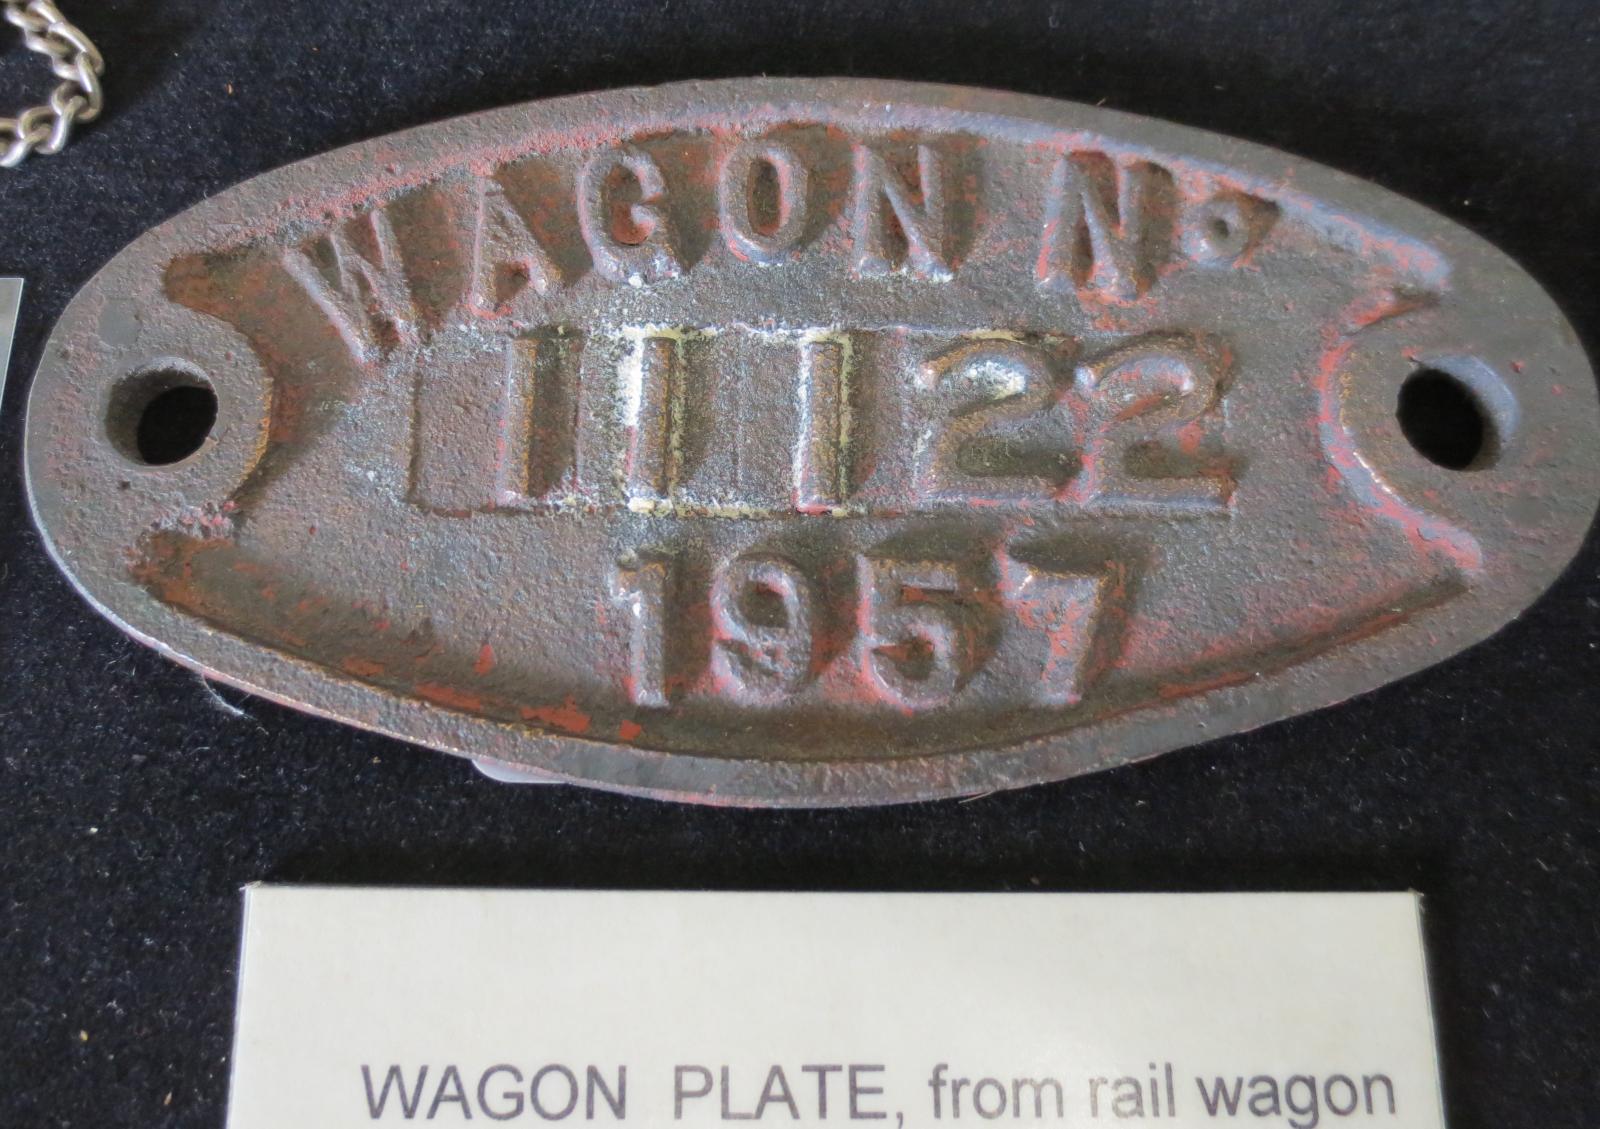 WAGON No
11122
1957
WAGON PLATE, from rail wagon